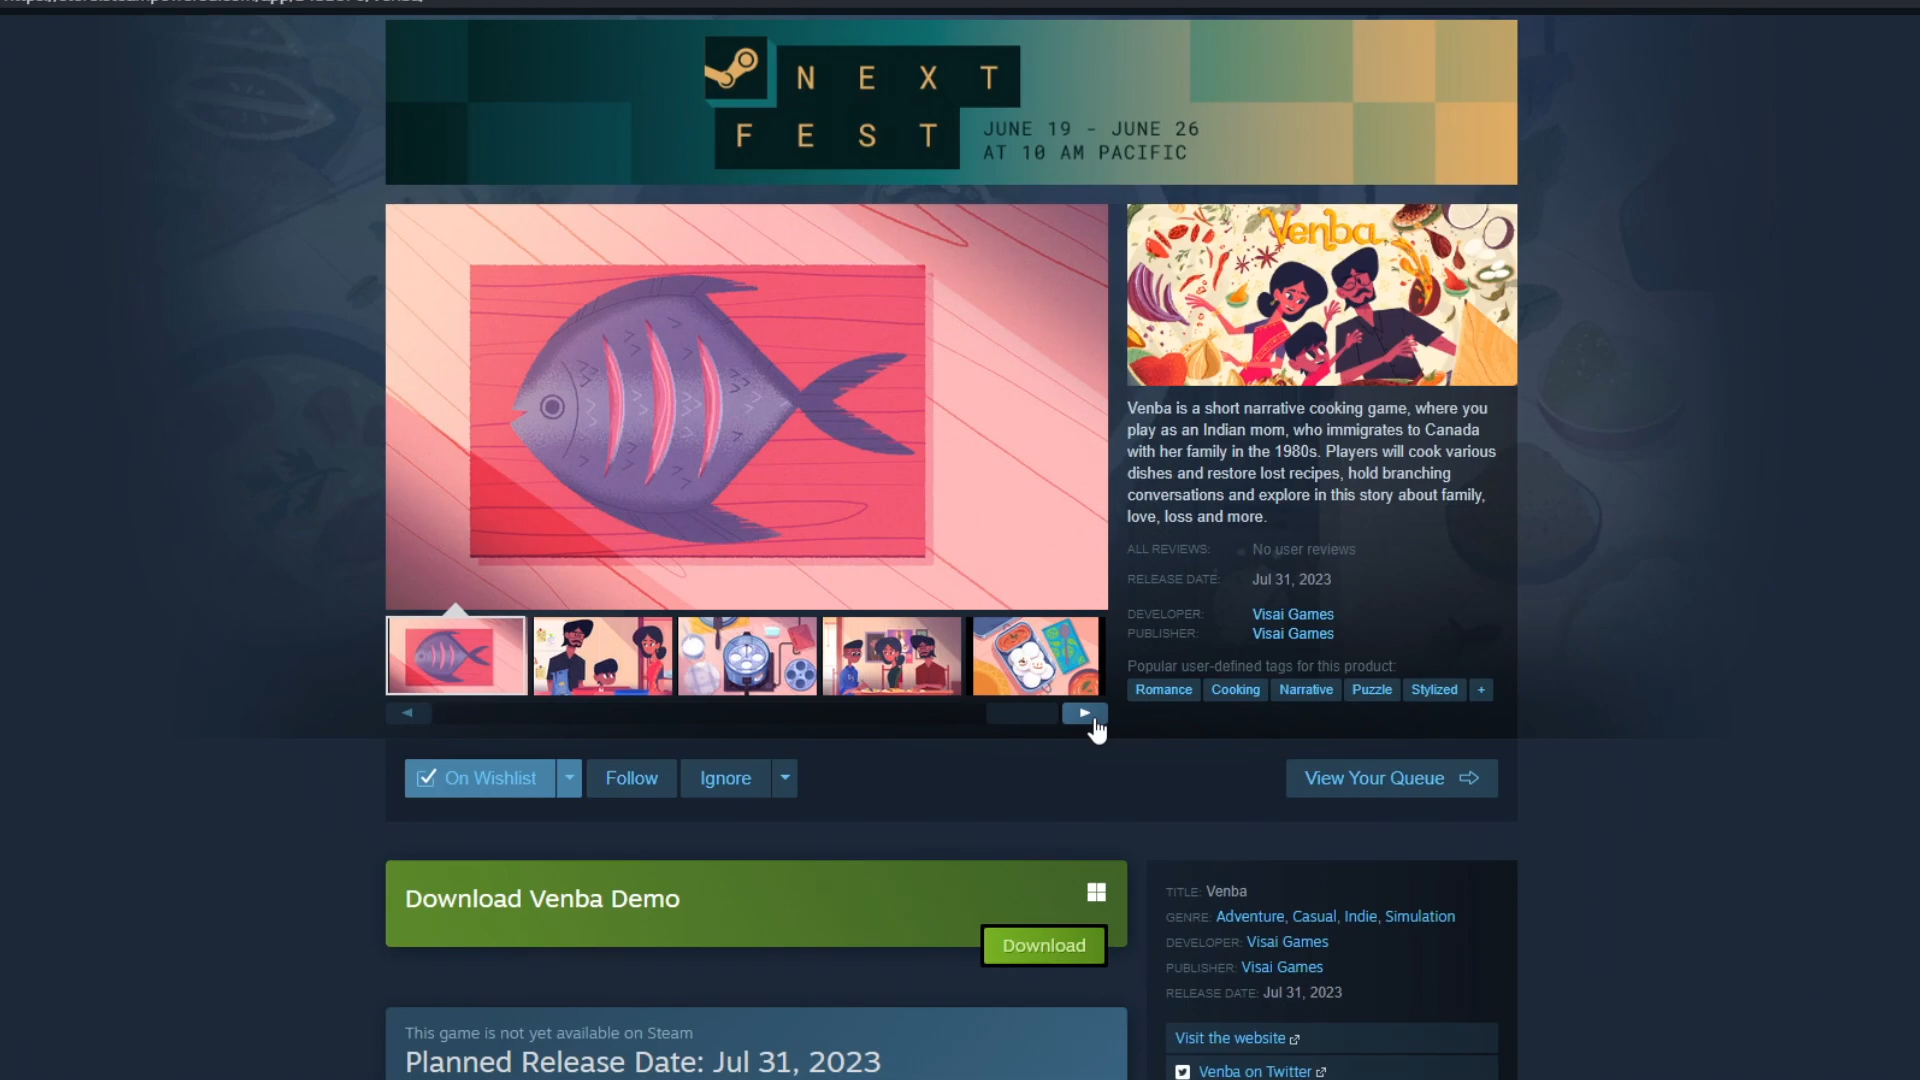 NEXT
FEST
JUNE 19 - JUNE 26
AT 10 AM PACIFIC
Venba
Venba is a short narrative cooking game, where you
play as an Indian mom, who immigrates to Canada
with her family in the 1980s. Players will cook various
dishes and restore lost recipes, hold branching
conversations and explore in this story about family,
love, loss and more.
ALL REVIEWS: No user reviews
RELEASE DATE: Jul 31, 2023
DEVELOPER: Visai Games
PUBLISHER: Visai Games
Popular user-defined tags for this product:
Romance Cooking Narrative Puzzle Stylized +
On Wishlist Follow Ignore View Your Queue
Download Venba Demo
Download
This game is not yet available on Steam
Planned Release Date: Jul 31, 2023
TITLE: Venba
GENRE: Adventure, Casual, Indie, Simulation
DEVELOPER: Visai Games
PUBLISHER: Visai Games
RELEASE DATE: Jul 31, 2023
Visit the website
Venba on Twitter